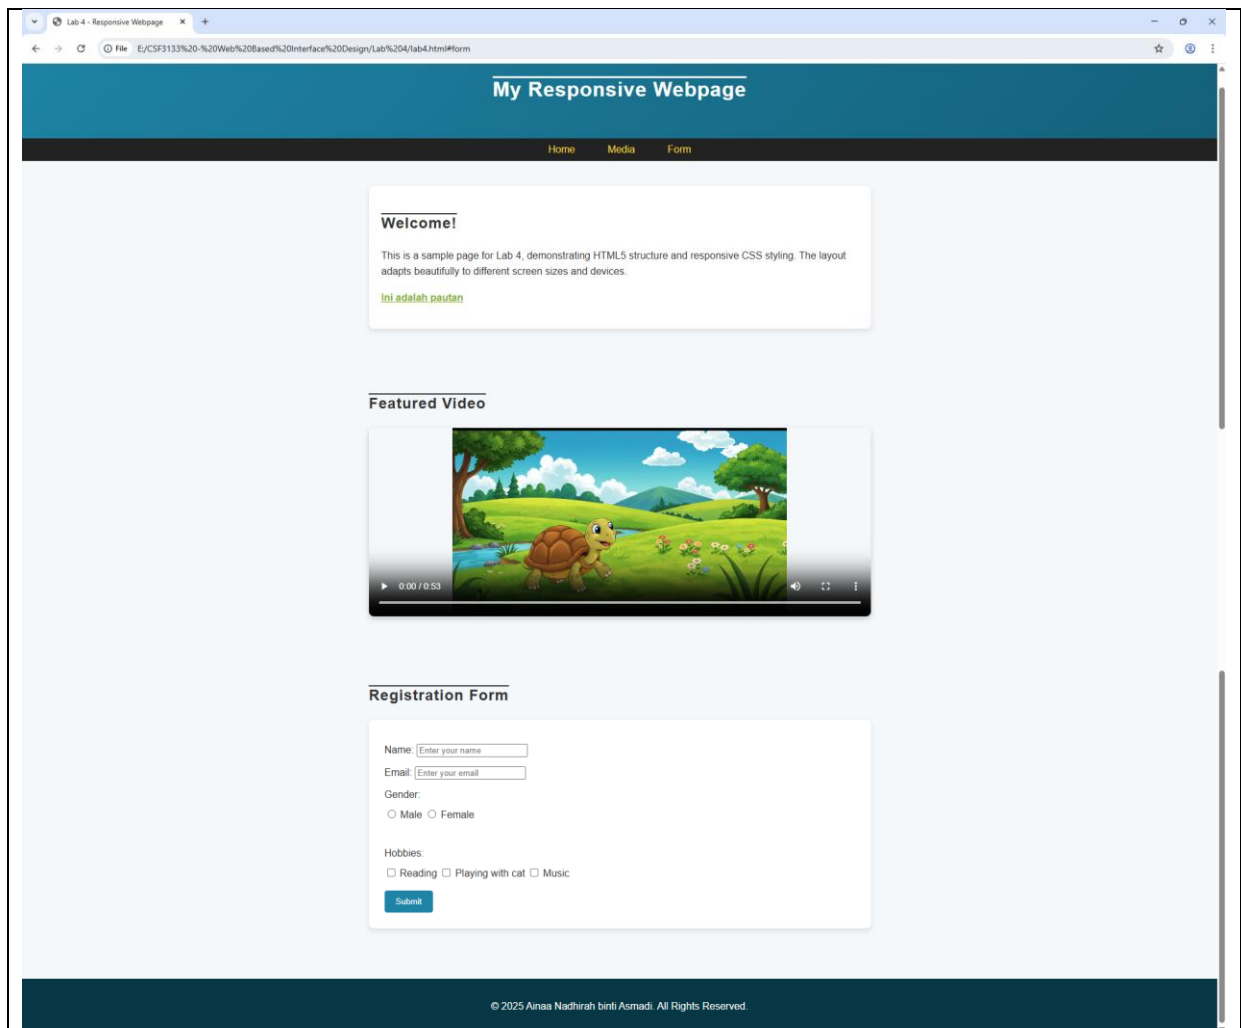 Lab 4 - Responsive Webpage
File E:/CSF3133%20-%20Web%20Based%20Interface%20Design/Lab%204/lab4.html#form
My Responsive Webpage
Home Media Form
Welcome!
This is a sample page for Lab 4, demonstrating HTML5 structure and responsive CSS styling. The layout
adapts beautifully to different screen sizes and devices.
Ini adalah pautan
Featured Video
0:00 / 0:53
Registration Form
Name: Enter your name
Email: Enter your email
Gender:
Male Female
Hobbies:
Reading Playing with cat Music
Submit
© 2025 Ainaa Nadhirah binti Asmadi. All Rights Reserved.